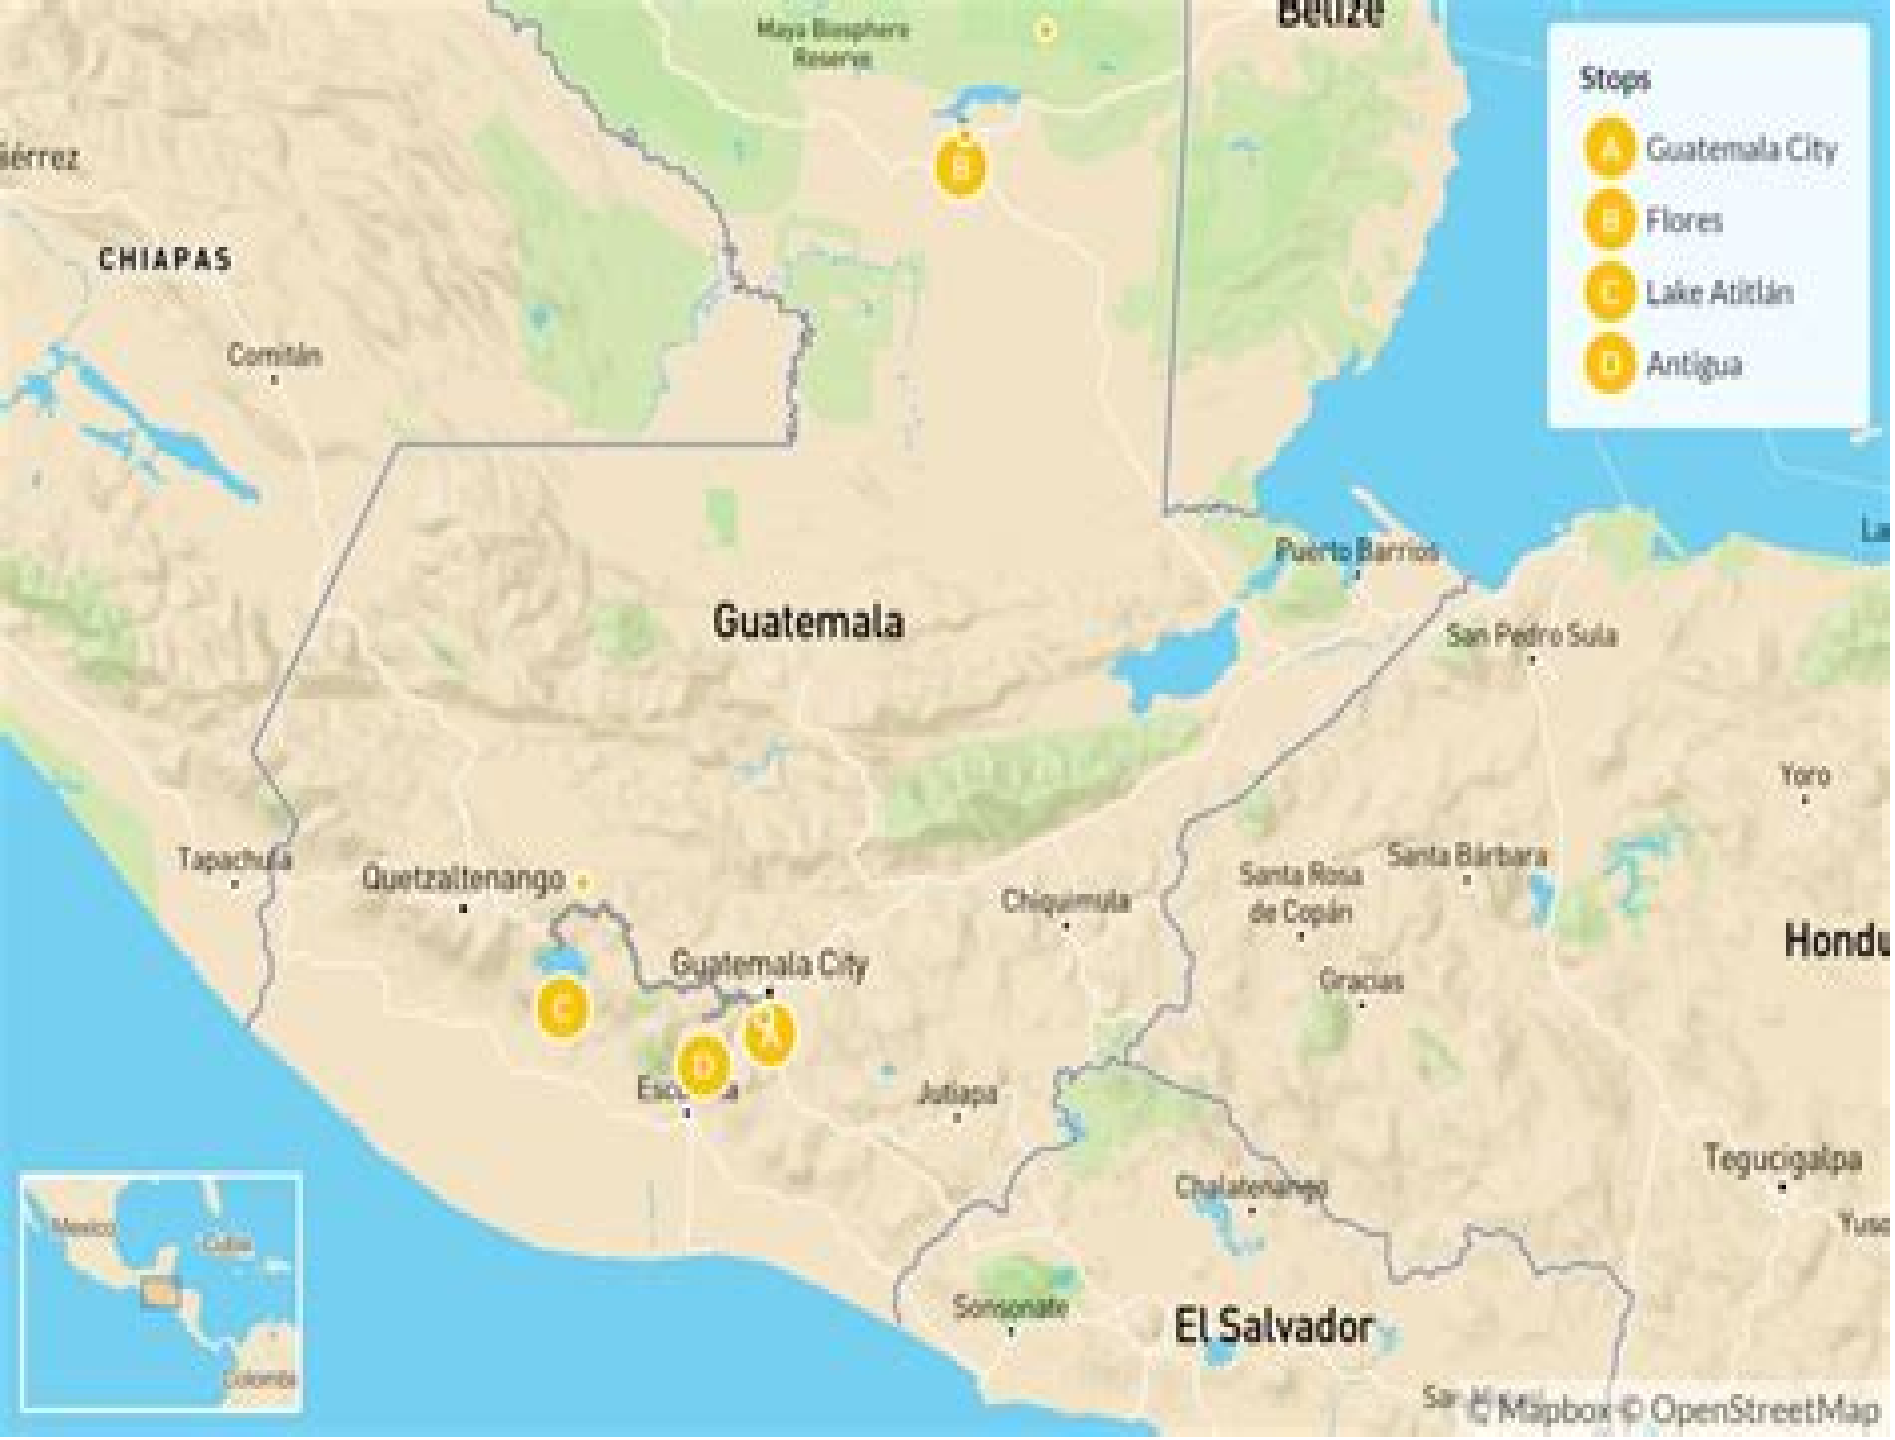 Belize
Maya Biosphere
Reserve
Stops
A Guatemala City
B Flores
C Lake Atitlán
D Antigua
B
CHIAPAS
Comitán
Puerto Barrios
Guatemala
San Pedro Sula
Yoro
Tapachula
Quetzaltenango
Santa Bárbara
Santa Rosa
de Copán
Chiquimula
Guatemala City
Hondu
Gracias
C
D
Jutiapa
Tegucigalpa
Chalatenango
Mexico
Cuba
Sonsonate
El Salvador
Colombi
© Mapbox © OpenStreetMap